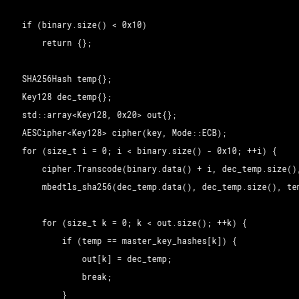 if (binary.size() < 0x10)
return {};
SHA256Hash temp{};
Key128 dec_temp{};
std::array<Key128, 0x20> out{};
AESCipher<Key128> cipher(key, Mode::ECB);
for (size_t i = 0; i < binary.size() - 0x10; ++i) {
cipher.Transcode(binary.data() + i, dec_temp.size(),
mbedtls_sha256(dec_temp.data(), dec_temp.size(), tem
for (size_t k = 0; k < out.size(); ++k) {
if (temp == master_key_hashes[k]) {
out[k] = dec_temp;
break;
}